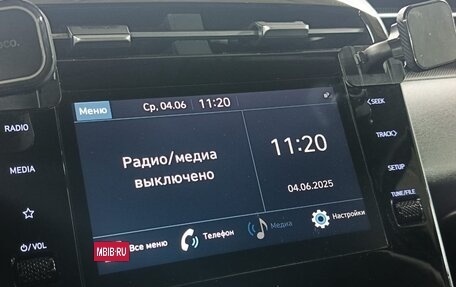 oco.
Меню
Ср, 04.06
11:20
RADIO
MEDIA
⏻/VOL
Радио/медиа
выключено
11:20
04.06.2025
Все меню
Телефон
Медиа
Настройки
SEEK
TRACK
SETUP
TUNE/FILE
MBIB.RU